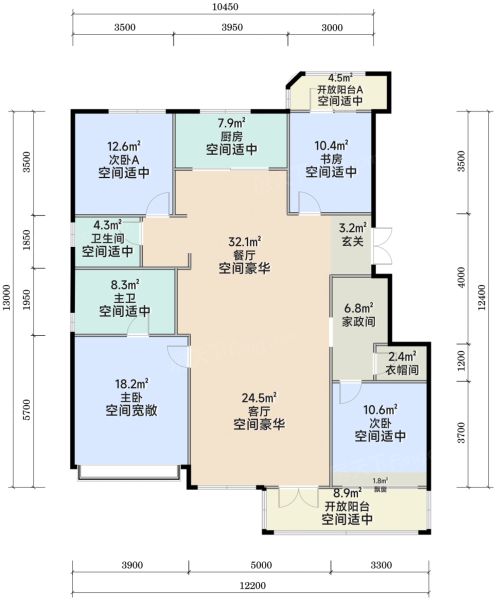 10450
3500
3950
3000
4.5㎡
开放阳台A
空间适中
12.6㎡
次卧A
空间适中
7.9㎡
厨房
空间适中
10.4㎡
书房
空间适中
4.3㎡
卫生间
空间适中
32.1㎡
餐厅
空间豪华
3.2㎡
玄关
8.3㎡
主卫
空间适中
6.8㎡
家政间
2.4㎡
衣帽间
18.2㎡
主卧
空间宽敞
24.5㎡
客厅
空间豪华
10.6㎡
次卧
空间适中
1.8㎡
飘窗
8.9㎡
开放阳台
空间适中
13000
3500
1850
1950
5700
3500
4000
1200
3700
12400
3900
5000
3300
12200